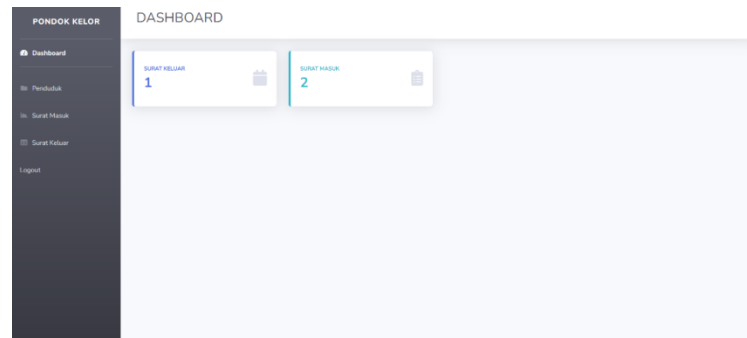 PONDOK KELOR
Dashboard
Penduduk
Surat Masuk
Surat Keluar
Logout
DASHBOARD
SURAT KELUAR
1
SURAT MASUK
2